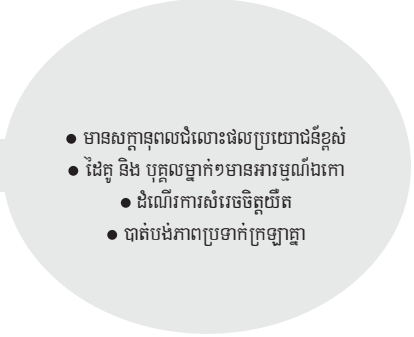 ● មានសក្តានុពលជំលោះផលប្រយោជន៍ខ្ពស់
● ដៃគូ និង បុគ្គលម្នាក់ៗមានអារម្មណ៍ឯកោ
● ដំណើរការសំរេចចិត្តយឺត
● បាត់បង់ភាពប្រទាក់ក្រឡាគ្នា